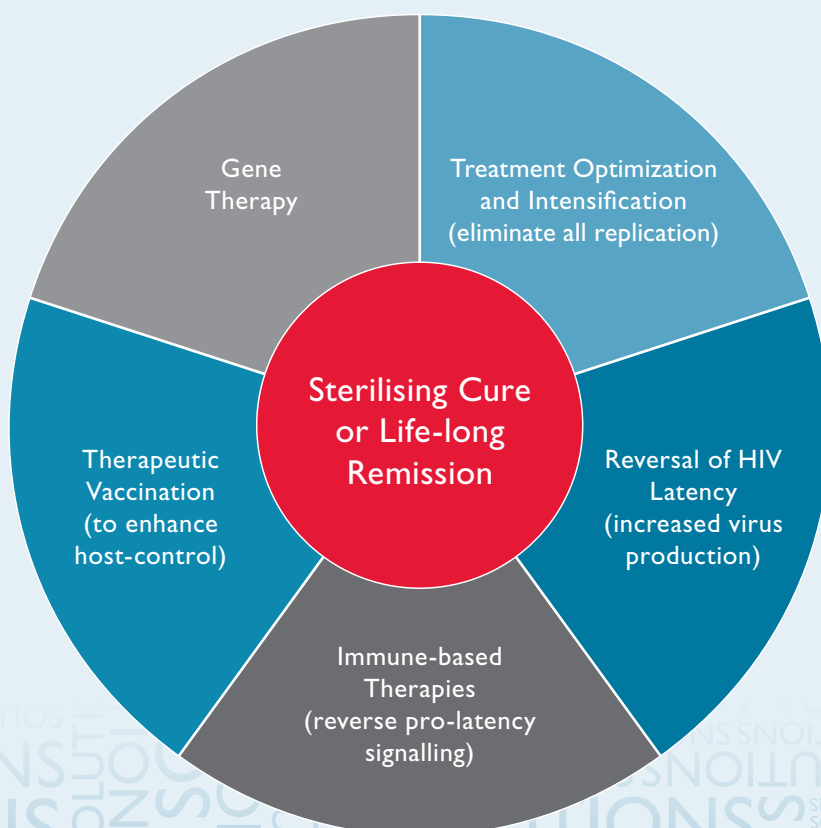 Gene
Therapy
Treatment Optimization
and Intensification
(eliminate all replication)
Sterilising Cure
or Life-long
Remission
Therapeutic
Vaccination
(to enhance
host-control)
Reversal of HIV
Latency
(increased virus
production)
Immune-based
Therapies
(reverse pro-latency
signalling)